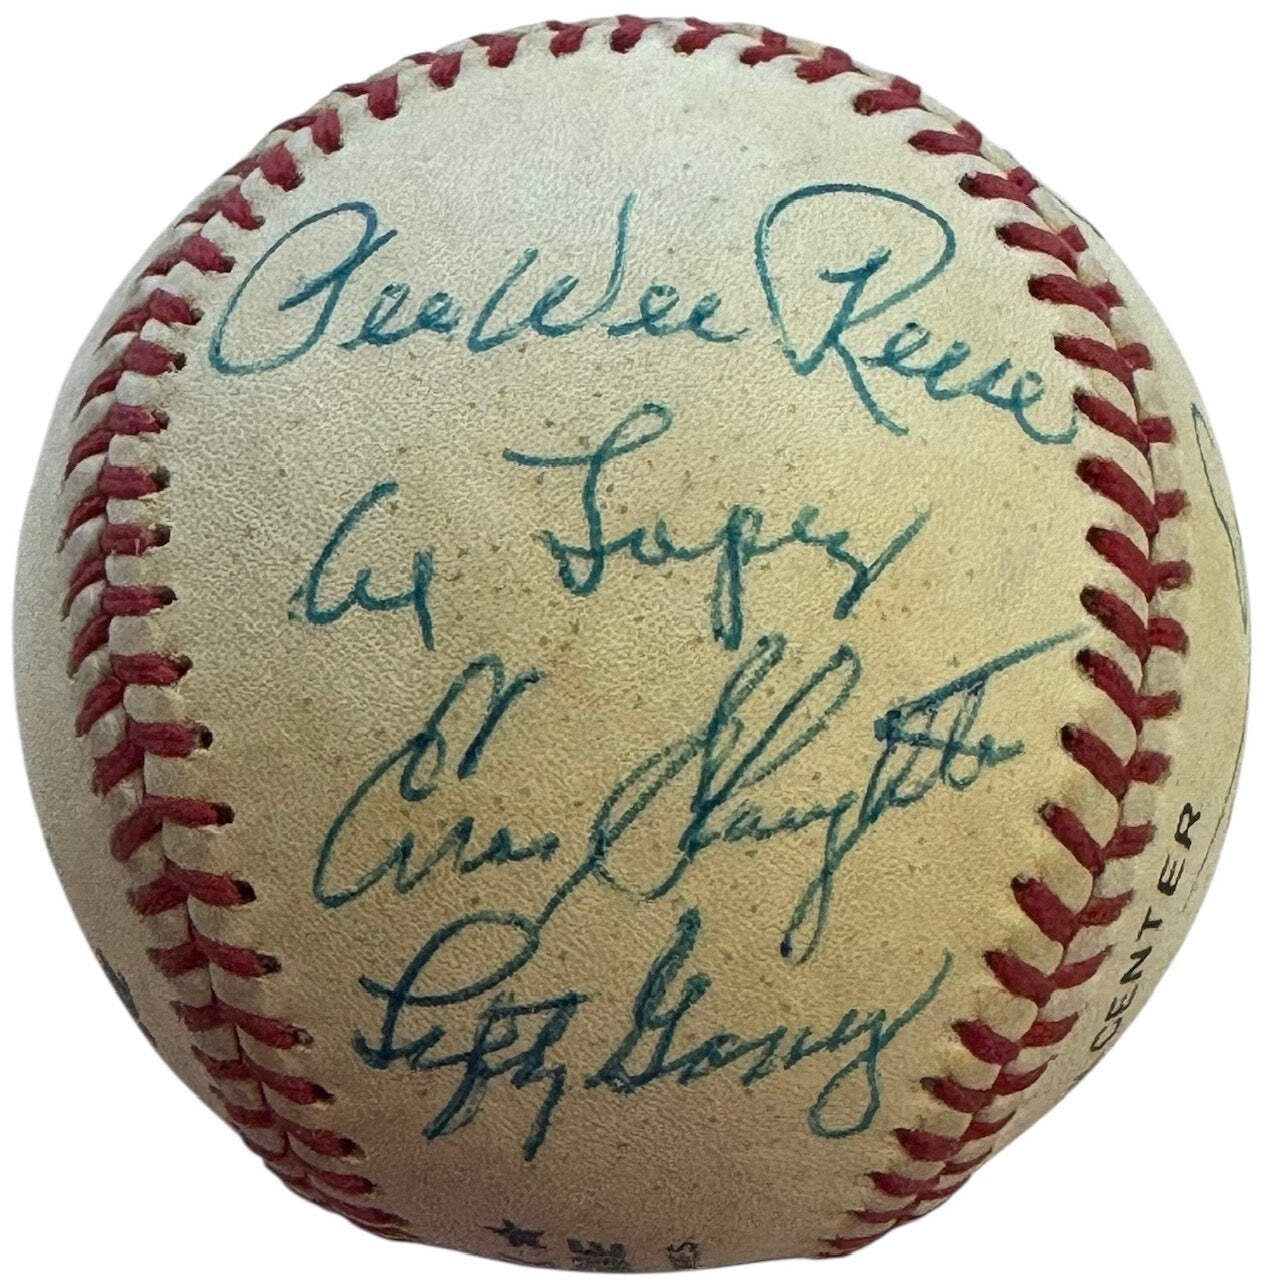 Pee Wee Reese
Al Lopez
Enos Slaughter
Lefty Gomez
CENTER